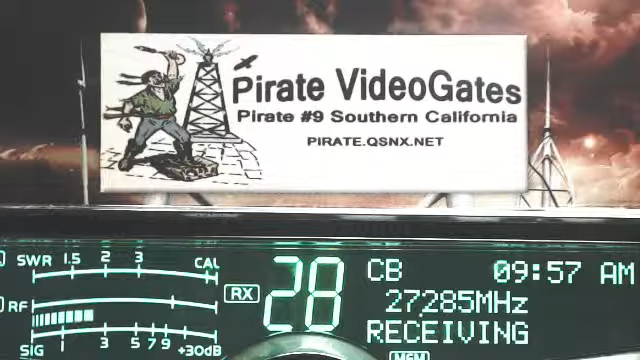 Pirate VideoGates
Pirate #9 Southern California
PIRATE.QSNX.NET
SWR 1.5 2 3 CAL
RX
28
CB
09:57 AM
RF
27285MHz
RECEIVING
3 5 7 9 +30dB
SIG
MEM